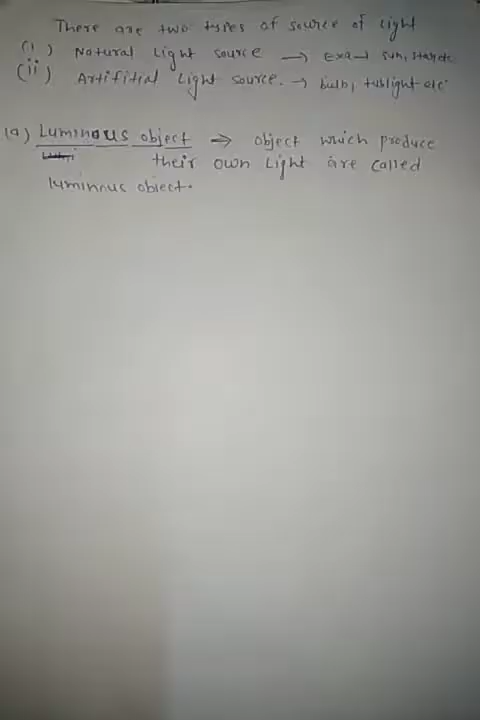 There are two types of source of light
(i) Natural Light source → Exa→ sun, star etc
(ii) Artifitial Light source. → bulb, tublight etc
(a) Luminous object ⇒ object which produce
their own Light are called
luminous object.